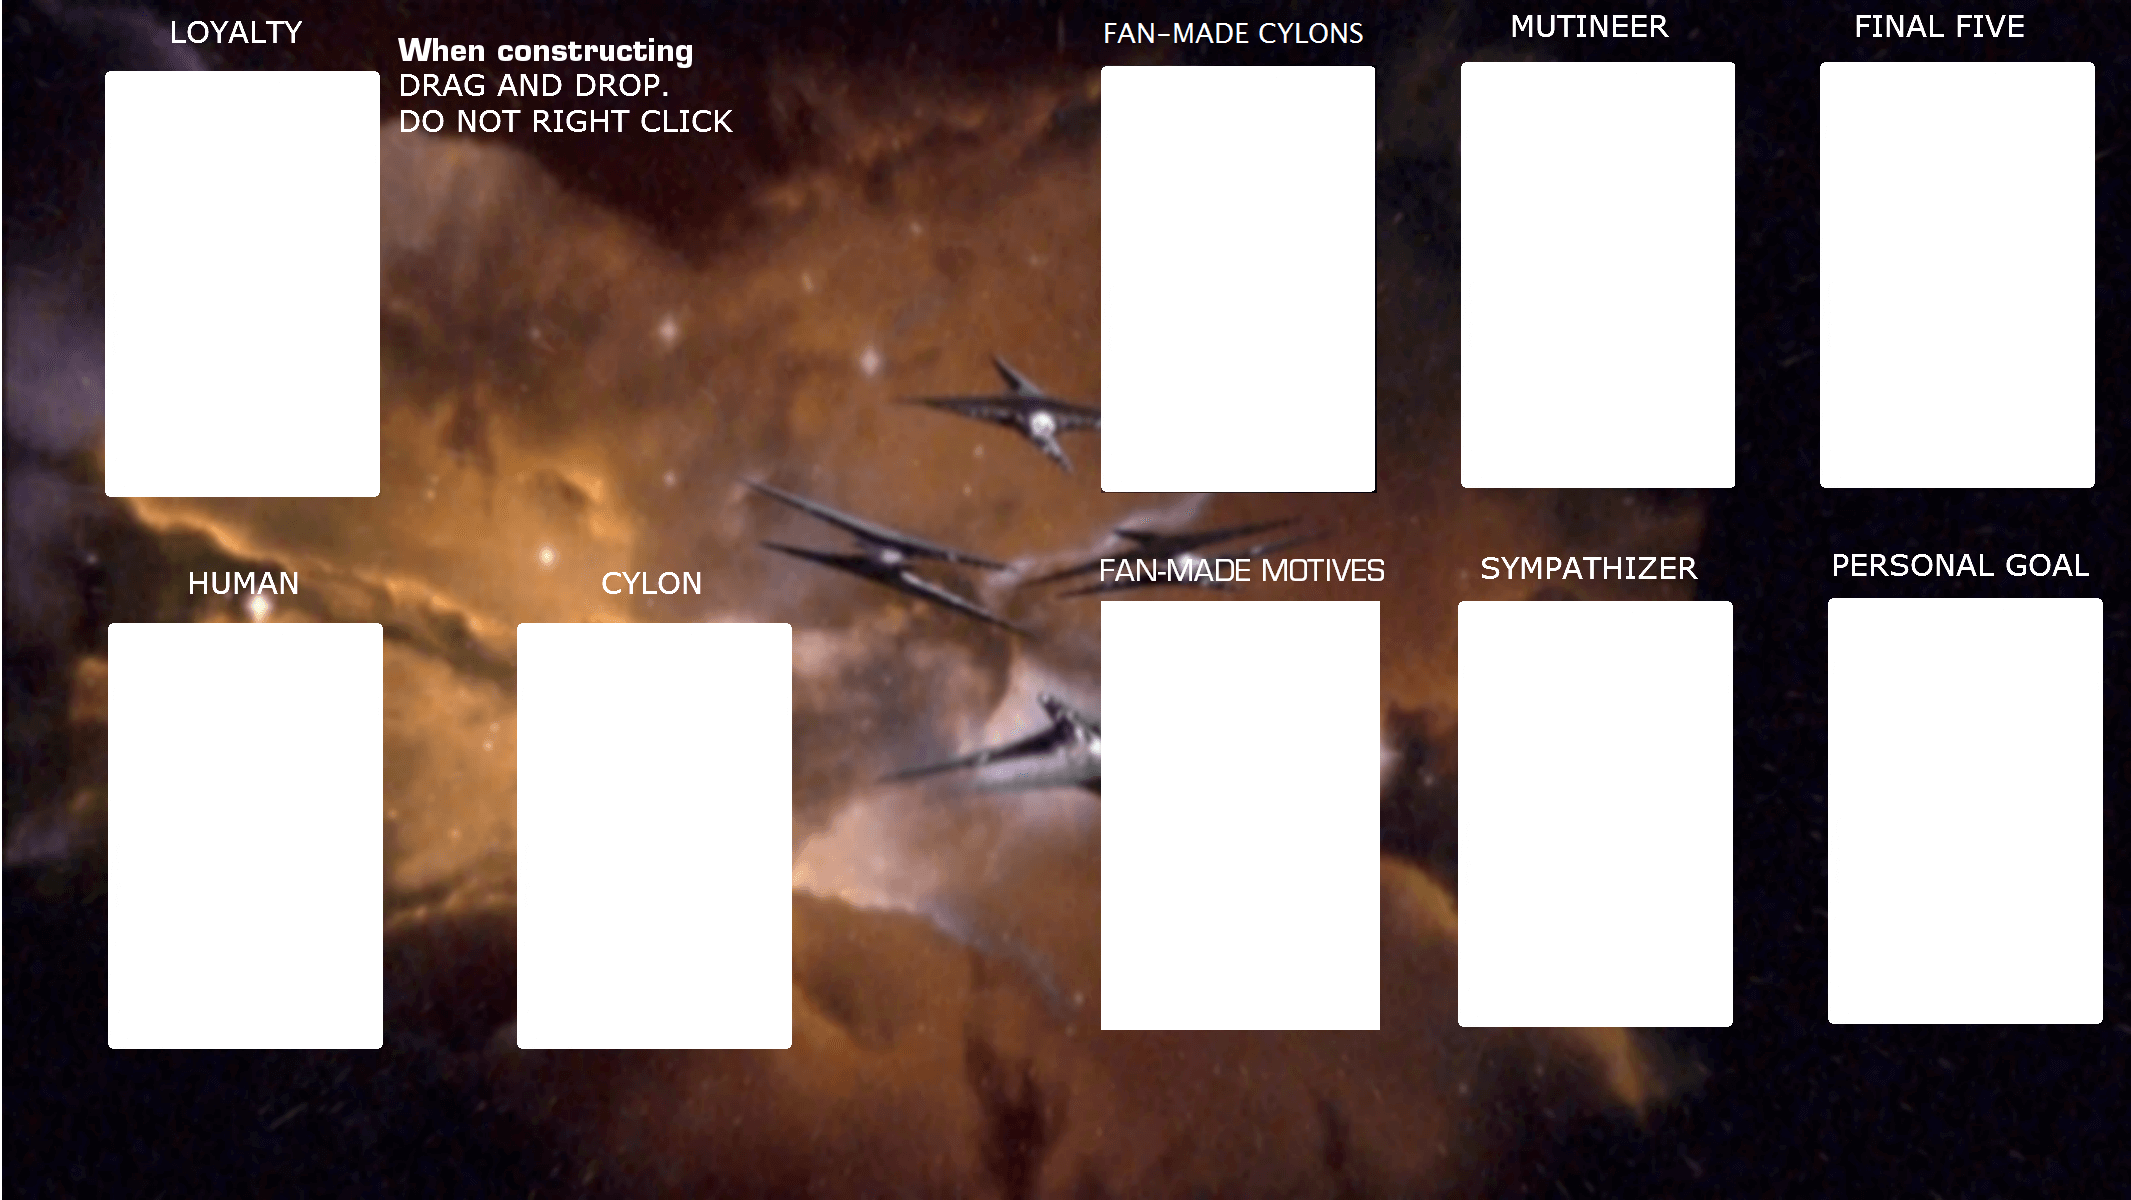 LOYALTY
When constructing
DRAG AND DROP.
DO NOT RIGHT CLICK
FAN-MADE CYLONS
MUTINEER
FINAL FIVE
HUMAN
CYLON
FAN-MADE MOTIVES
SYMPATHIZER
PERSONAL GOAL